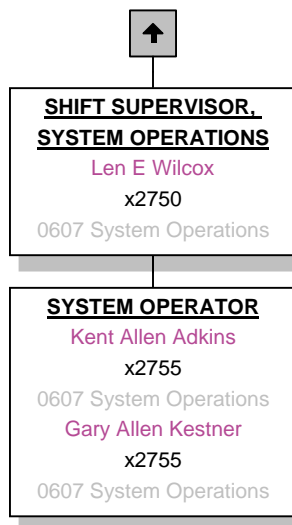 SHIFT SUPERVISOR,
SYSTEM OPERATIONS
Len E Wilcox
x2750
0607 System Operations
SYSTEM OPERATOR
Kent Allen Adkins
x2755
0607 System Operations
Gary Allen Kestner
x2755
0607 System Operations